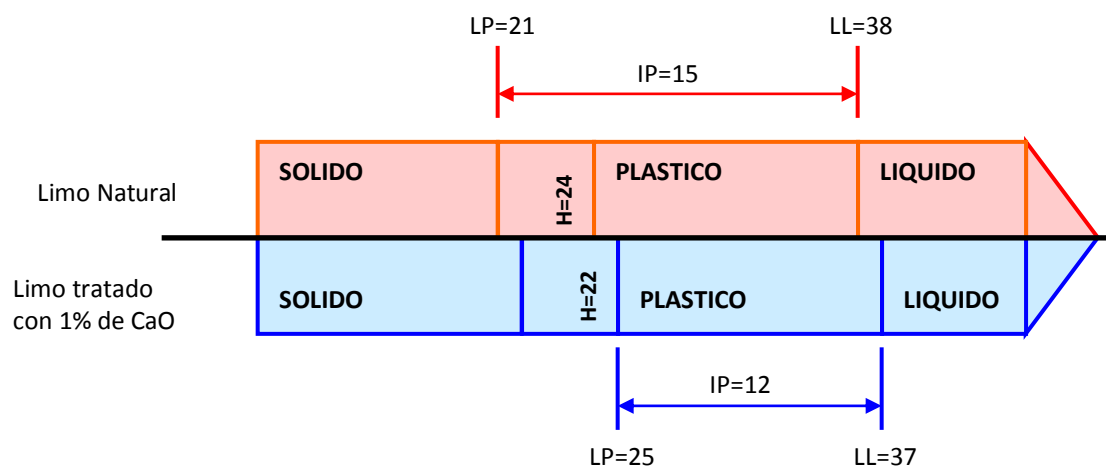 LP=21
LL=38
IP=15
SOLIDO
PLASTICO
LIQUIDO
H=24
Limo Natural
H=22
Limo tratado
con 1% de CaO
SOLIDO
PLASTICO
LIQUIDO
IP=12
LP=25
LL=37